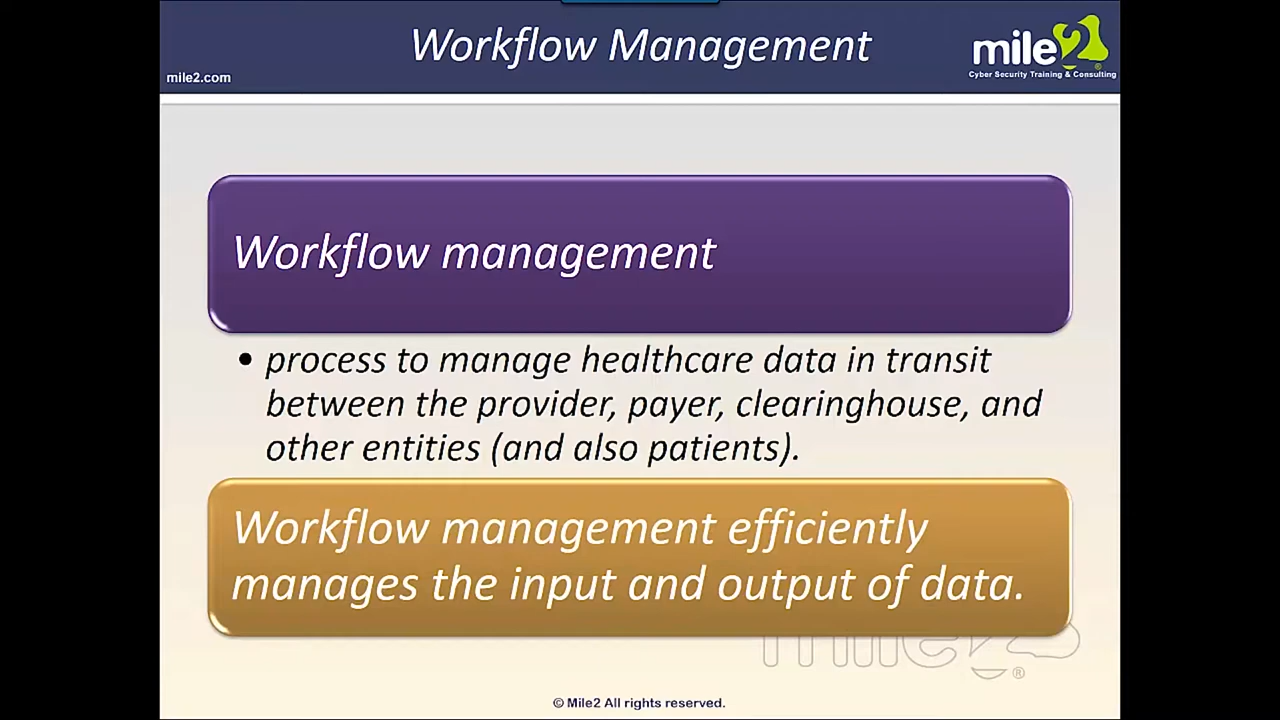 Workflow Management
mile2
®
Cyber Security Training & Consulting
mile2.com
Workflow management
• process to manage healthcare data in transit
between the provider, payer, clearinghouse, and
other entities (and also patients).
Workflow management efficiently
manages the input and output of data.
mile2
®
© Mile2 All rights reserved.